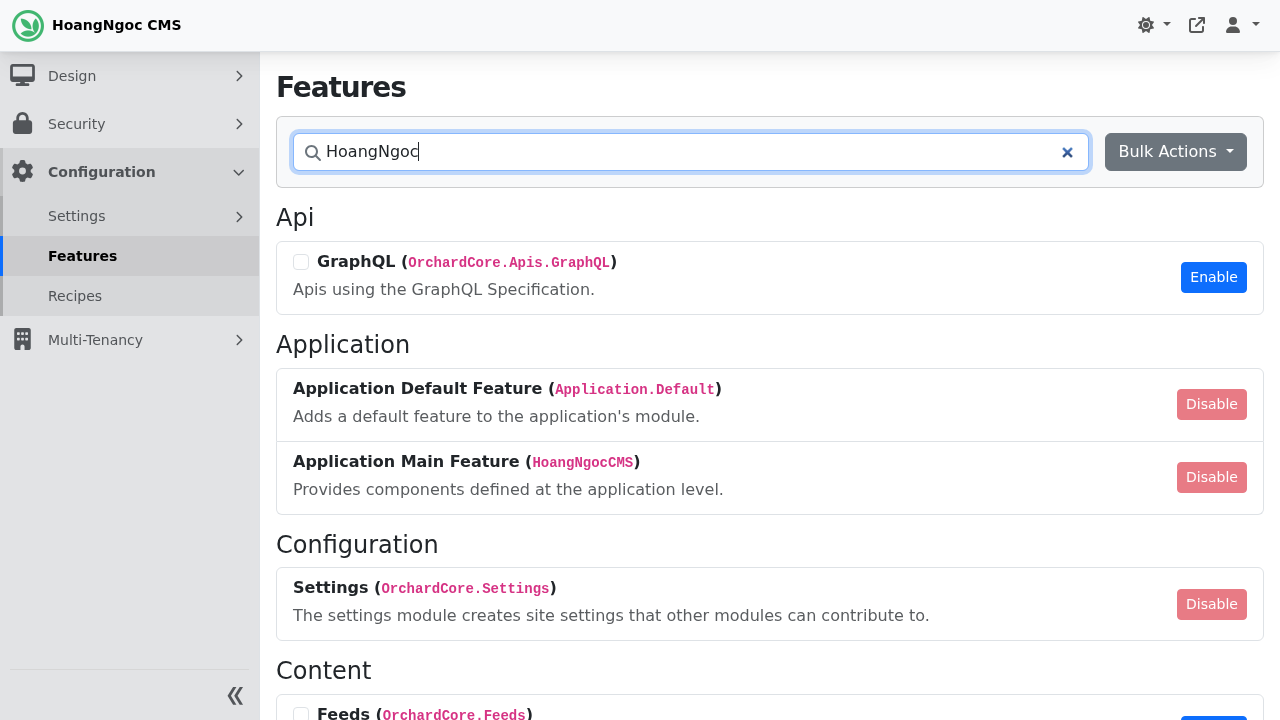 HoangNgoc CMS
Design
Security
Configuration
Settings
Features
Recipes
Multi-Tenancy
Features
HoangNgoc
Bulk Actions
Api
GraphQL (OrchardCore.Apis.GraphQL)
Apis using the GraphQL Specification.
Enable
Application
Application Default Feature (Application.Default)
Adds a default feature to the application's module.
Disable
Application Main Feature (HoangNgocCMS)
Provides components defined at the application level.
Disable
Configuration
Settings (OrchardCore.Settings)
The settings module creates site settings that other modules can contribute to.
Disable
Content
Feeds (OrchardCore.Feeds)